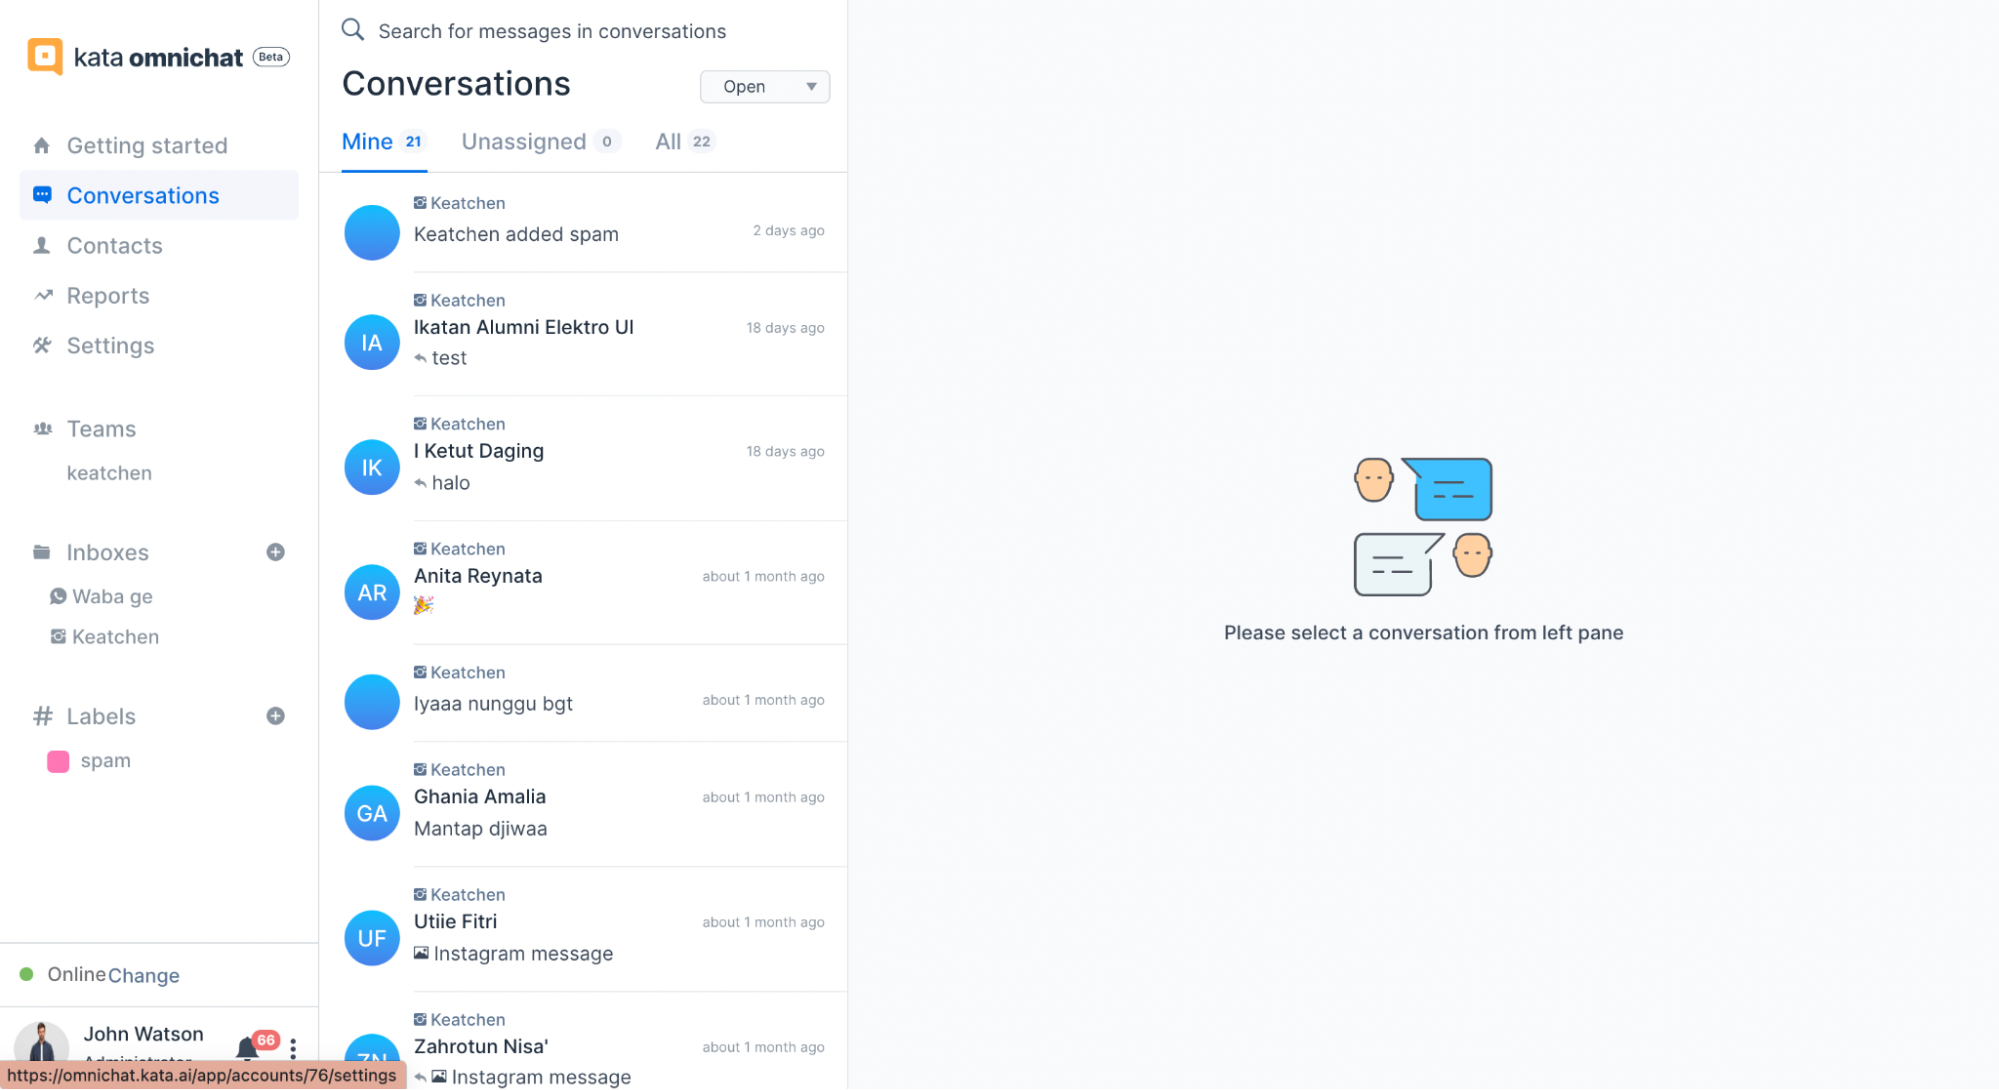 kata omnichat Beta
Getting started
Conversations
Contacts
Reports
Settings
Teams
keatchen
Inboxes
Waba ge
Keatchen
Labels
spam
Online Change
John Watson
66
Administrator
https://omnichat.kata.ai/app/accounts/76/settings
Search for messages in conversations
Conversations
Open
Mine 21 Unassigned 0 All 22
Keatchen
Keatchen added spam
2 days ago
Keatchen
IA
Ikatan Alumni Elektro UI
18 days ago
test
Keatchen
IK
I Ketut Daging
18 days ago
halo
Keatchen
AR
Anita Reynata
about 1 month ago
🎉
Keatchen
Iyaaa nunggu bgt
about 1 month ago
Keatchen
GA
Ghania Amalia
about 1 month ago
Mantap djiwaa
Keatchen
UF
Utiie Fitri
about 1 month ago
Instagram message
Keatchen
ZN
Zahrotun Nisa'
about 1 month ago
Instagram message
Please select a conversation from left pane